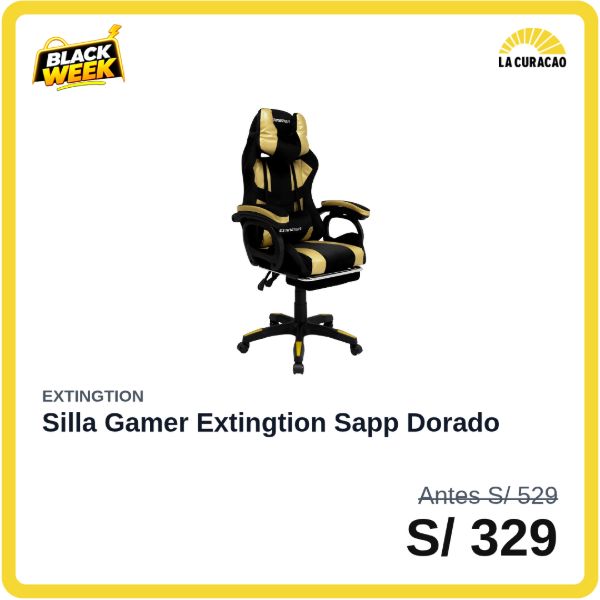 BLACK
WEEK
LA CURACAO
EXTINGTION
Silla Gamer Extingtion Sapp Dorado
Antes S/ 529
S/ 329